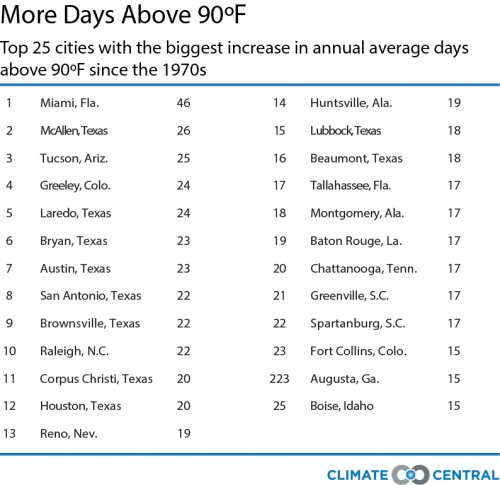 More Days Above 90ºF
Top 25 cities with the biggest increase in annual average days
above 90ºF since the 1970s
1 Miami, Fla. 46
2 McAllen, Texas 26
3 Tucson, Ariz. 25
4 Greeley, Colo. 24
5 Laredo, Texas 24
6 Bryan, Texas 23
7 Austin, Texas 23
8 San Antonio, Texas 22
9 Brownsville, Texas 22
10 Raleigh, N.C. 22
11 Corpus Christi, Texas 20
12 Houston, Texas 20
13 Reno, Nev. 19
14 Huntsville, Ala. 19
15 Lubbock, Texas 18
16 Beaumont, Texas 18
17 Tallahassee, Fla. 17
18 Montgomery, Ala. 17
19 Baton Rouge, La. 17
20 Chattanooga, Tenn. 17
21 Greenville, S.C. 17
22 Spartanburg, S.C. 17
23 Fort Collins, Colo. 15
223 Augusta, Ga. 15
25 Boise, Idaho 15
CLIMATE CENTRAL